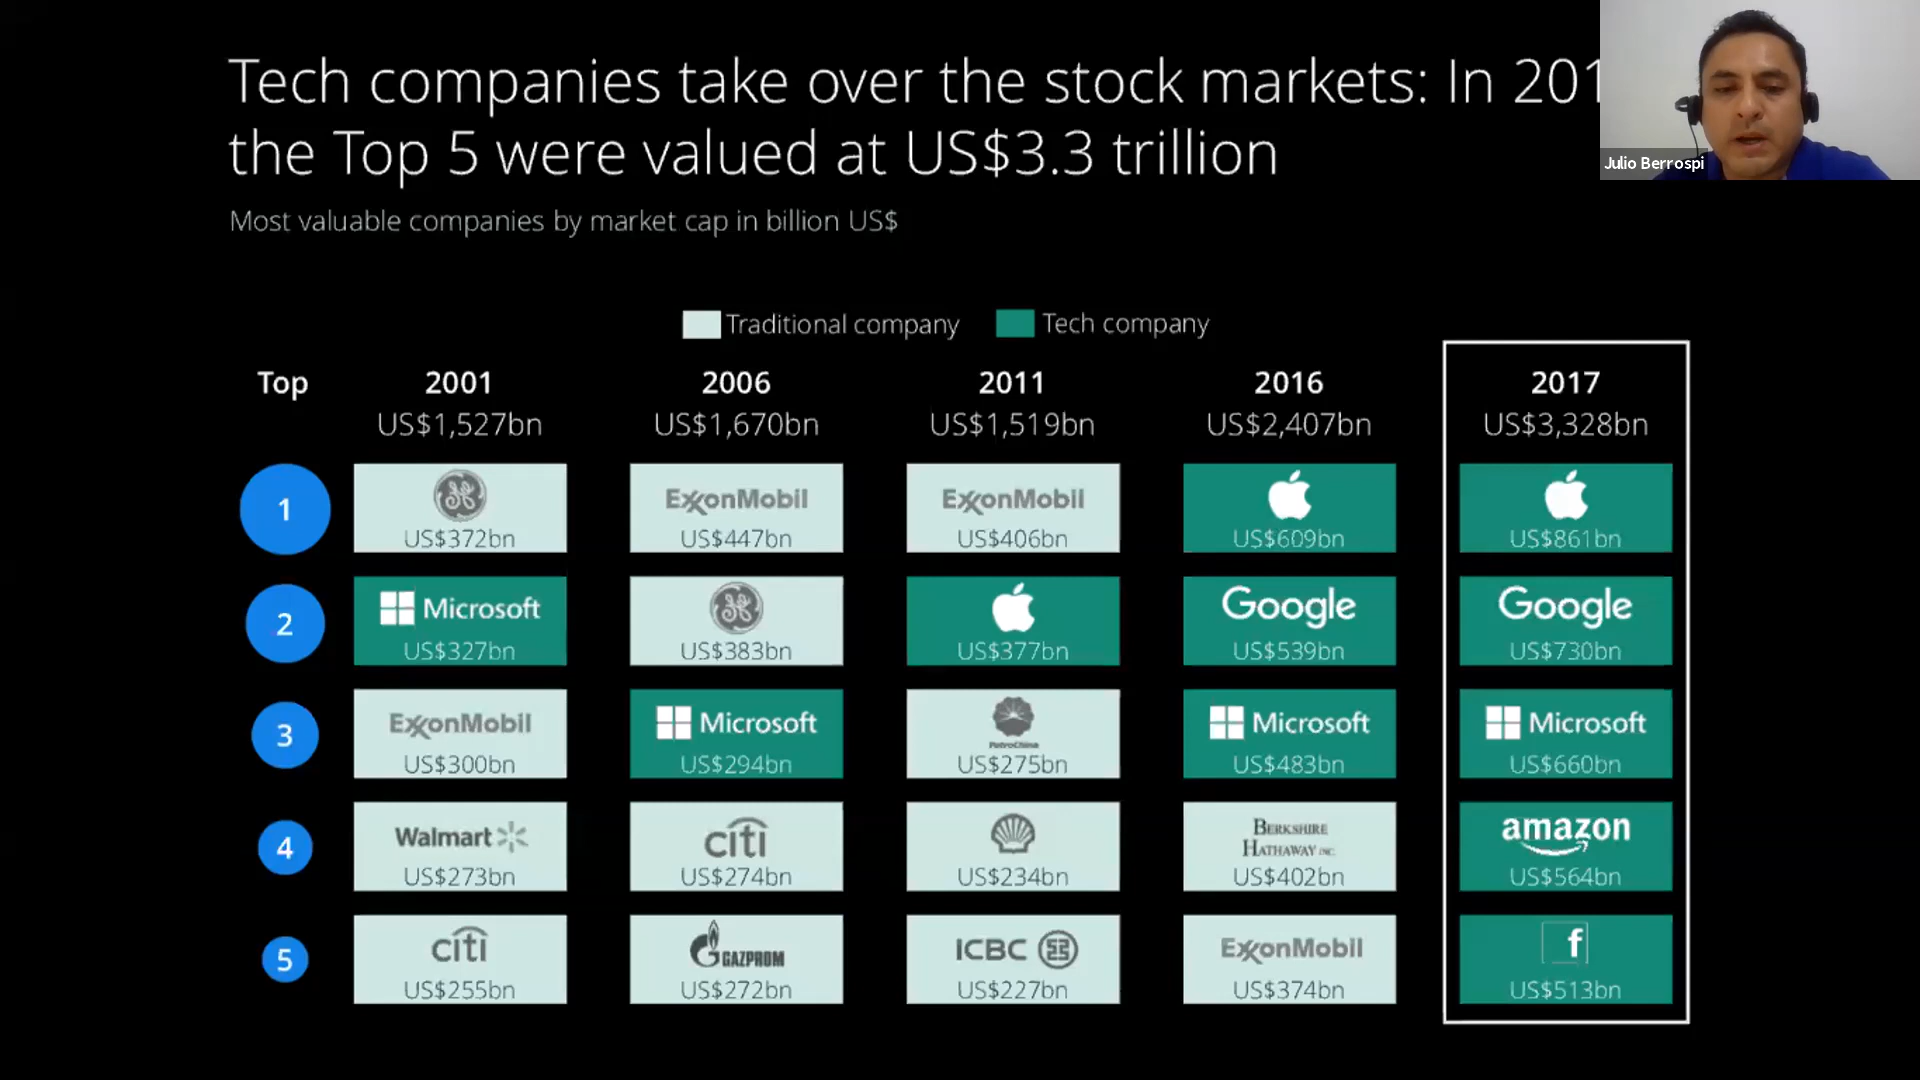 Tech companies take over the stock markets: In 201
the Top 5 were valued at US$3.3 trillion
Julio Berrospi
Most valuable companies by market cap in billion US$
Traditional company Tech company
Top 2001 2006 2011 2016 2017
US$1,527bn US$1,670bn US$1,519bn US$2,407bn US$3,328bn
1 ExxonMobil ExxonMobil
US$372bn US$447bn US$406bn US$609bn US$861bn
2 Microsoft Google Google
US$327bn US$383bn US$377bn US$539bn US$730bn
3 ExxonMobil Microsoft PetroChina Microsoft Microsoft
US$300bn US$294bn US$275bn US$483bn US$660bn
4 Walmart citi BERKSHIRE HATHAWAY INC. amazon
US$273bn US$274bn US$234bn US$402bn US$564bn
5 citi GAZPROM ICBC ExxonMobil f
US$255bn US$272bn US$227bn US$374bn US$513bn